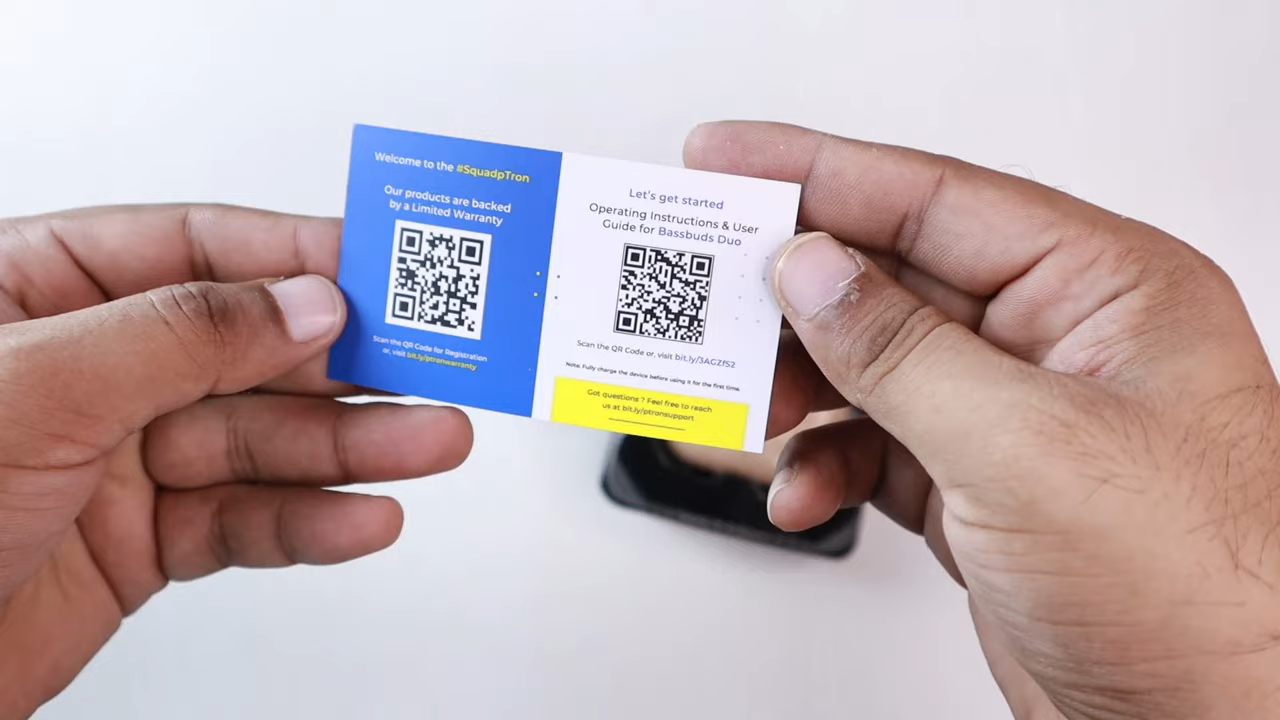 Welcome to the #SquadpTron
Our products are backed
by a Limited Warranty
Scan the QR Code for Registration
or, visit bit.ly/ptronwarranty
Let's get started
Operating Instructions & User
Guide for Bassbuds Duo
Scan the QR Code or, visit bit.ly/3AGZfS2
Note: Fully charge the device before using it for the first time.
Got questions ? Feel free to reach
us at bit.ly/ptronsupport